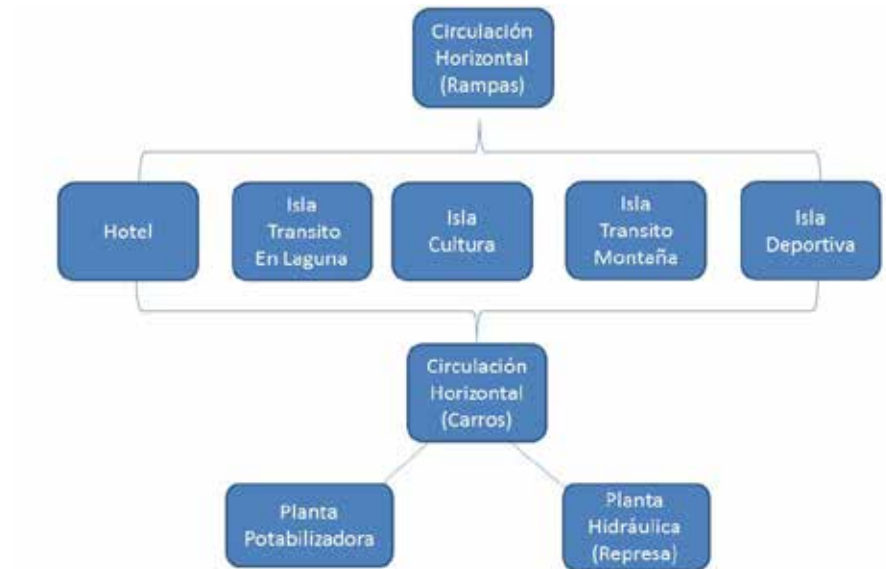 Circulación
Horizontal
(Rampas)
Hotel
Isla
Transito
En Laguna
Isla
Cultura
Isla
Transito
Montaña
Isla
Deportiva
Circulación
Horizontal
(Carros)
Planta
Potabilizadora
Planta
Hidráulica
(Represa)